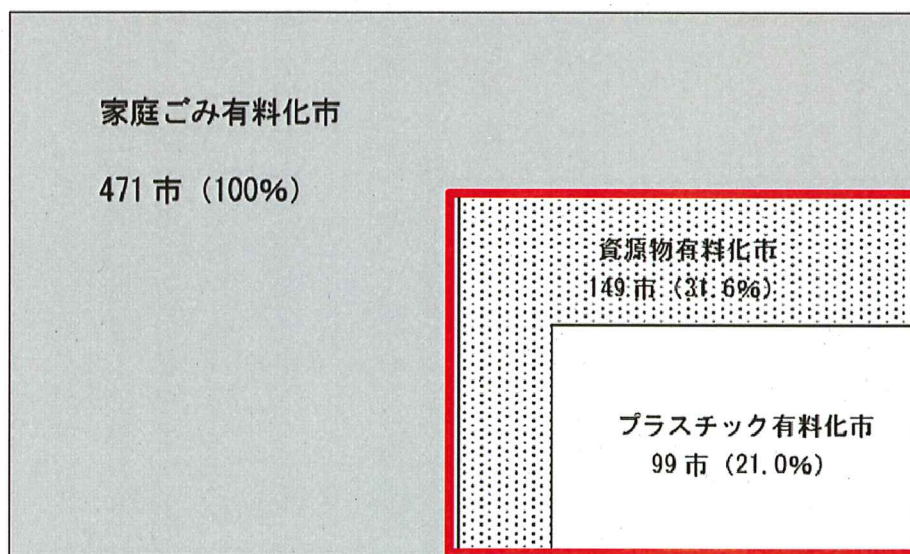 家庭ごみ有料化市
471 市（100%）
資源物有料化市
149 市（31.6%）
プラスチック有料化市
99 市（21.0%）